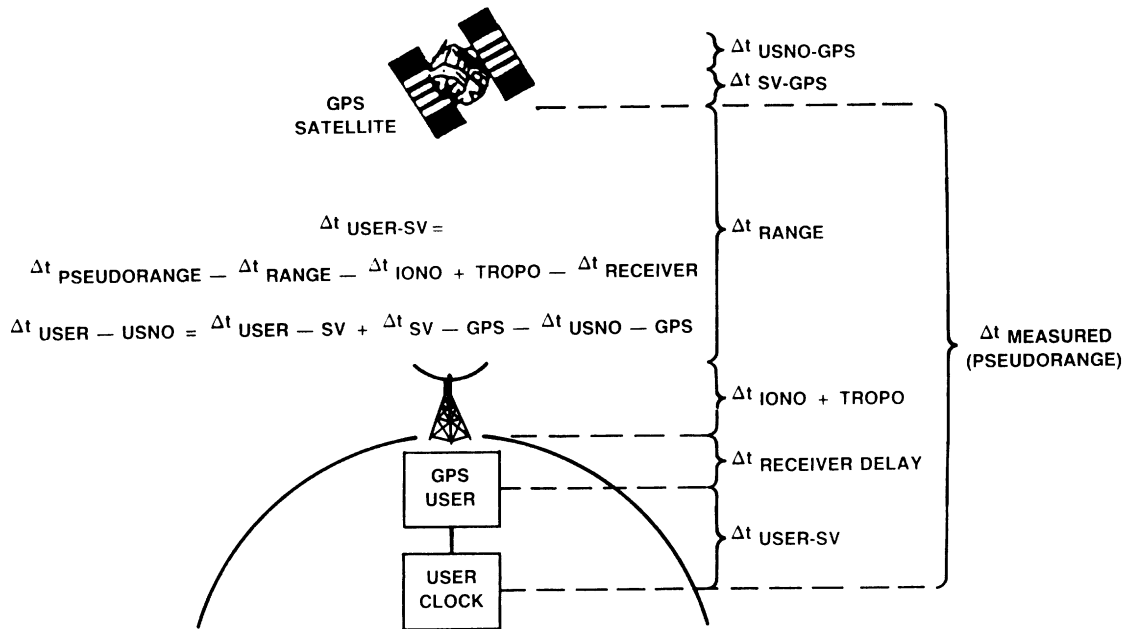 Δt USNO-GPS
Δt SV-GPS
GPS
SATELLITE
Δt USER-SV =
Δt PSEUDORANGE — Δt RANGE — Δt IONO + TROPO — Δt RECEIVER
Δt USER — USNO = Δt USER — SV + Δt SV — GPS — Δt USNO — GPS
Δt RANGE
Δt MEASURED
(PSEUDORANGE)
Δt IONO + TROPO
Δt RECEIVER DELAY
Δt USER-SV
GPS
USER
USER
CLOCK